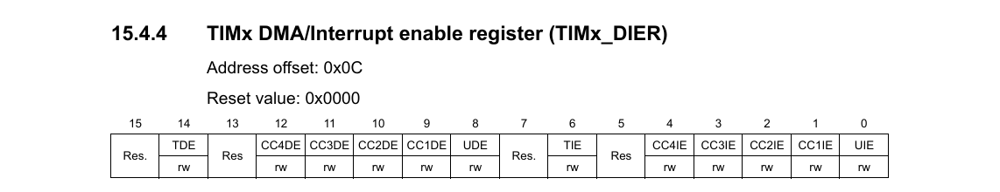 15.4.4 TIMx DMA/Interrupt enable register (TIMx_DIER)
Address offset: 0x0C
Reset value: 0x0000
15 14 13 12 11 10 9 8 7 6 5 4 3 2 1 0
Res. TDE Res CC4DE CC3DE CC2DE CC1DE UDE Res. TIE Res CC4IE CC3IE CC2IE CC1IE UIE
rw rw rw rw rw rw rw rw rw rw rw rw